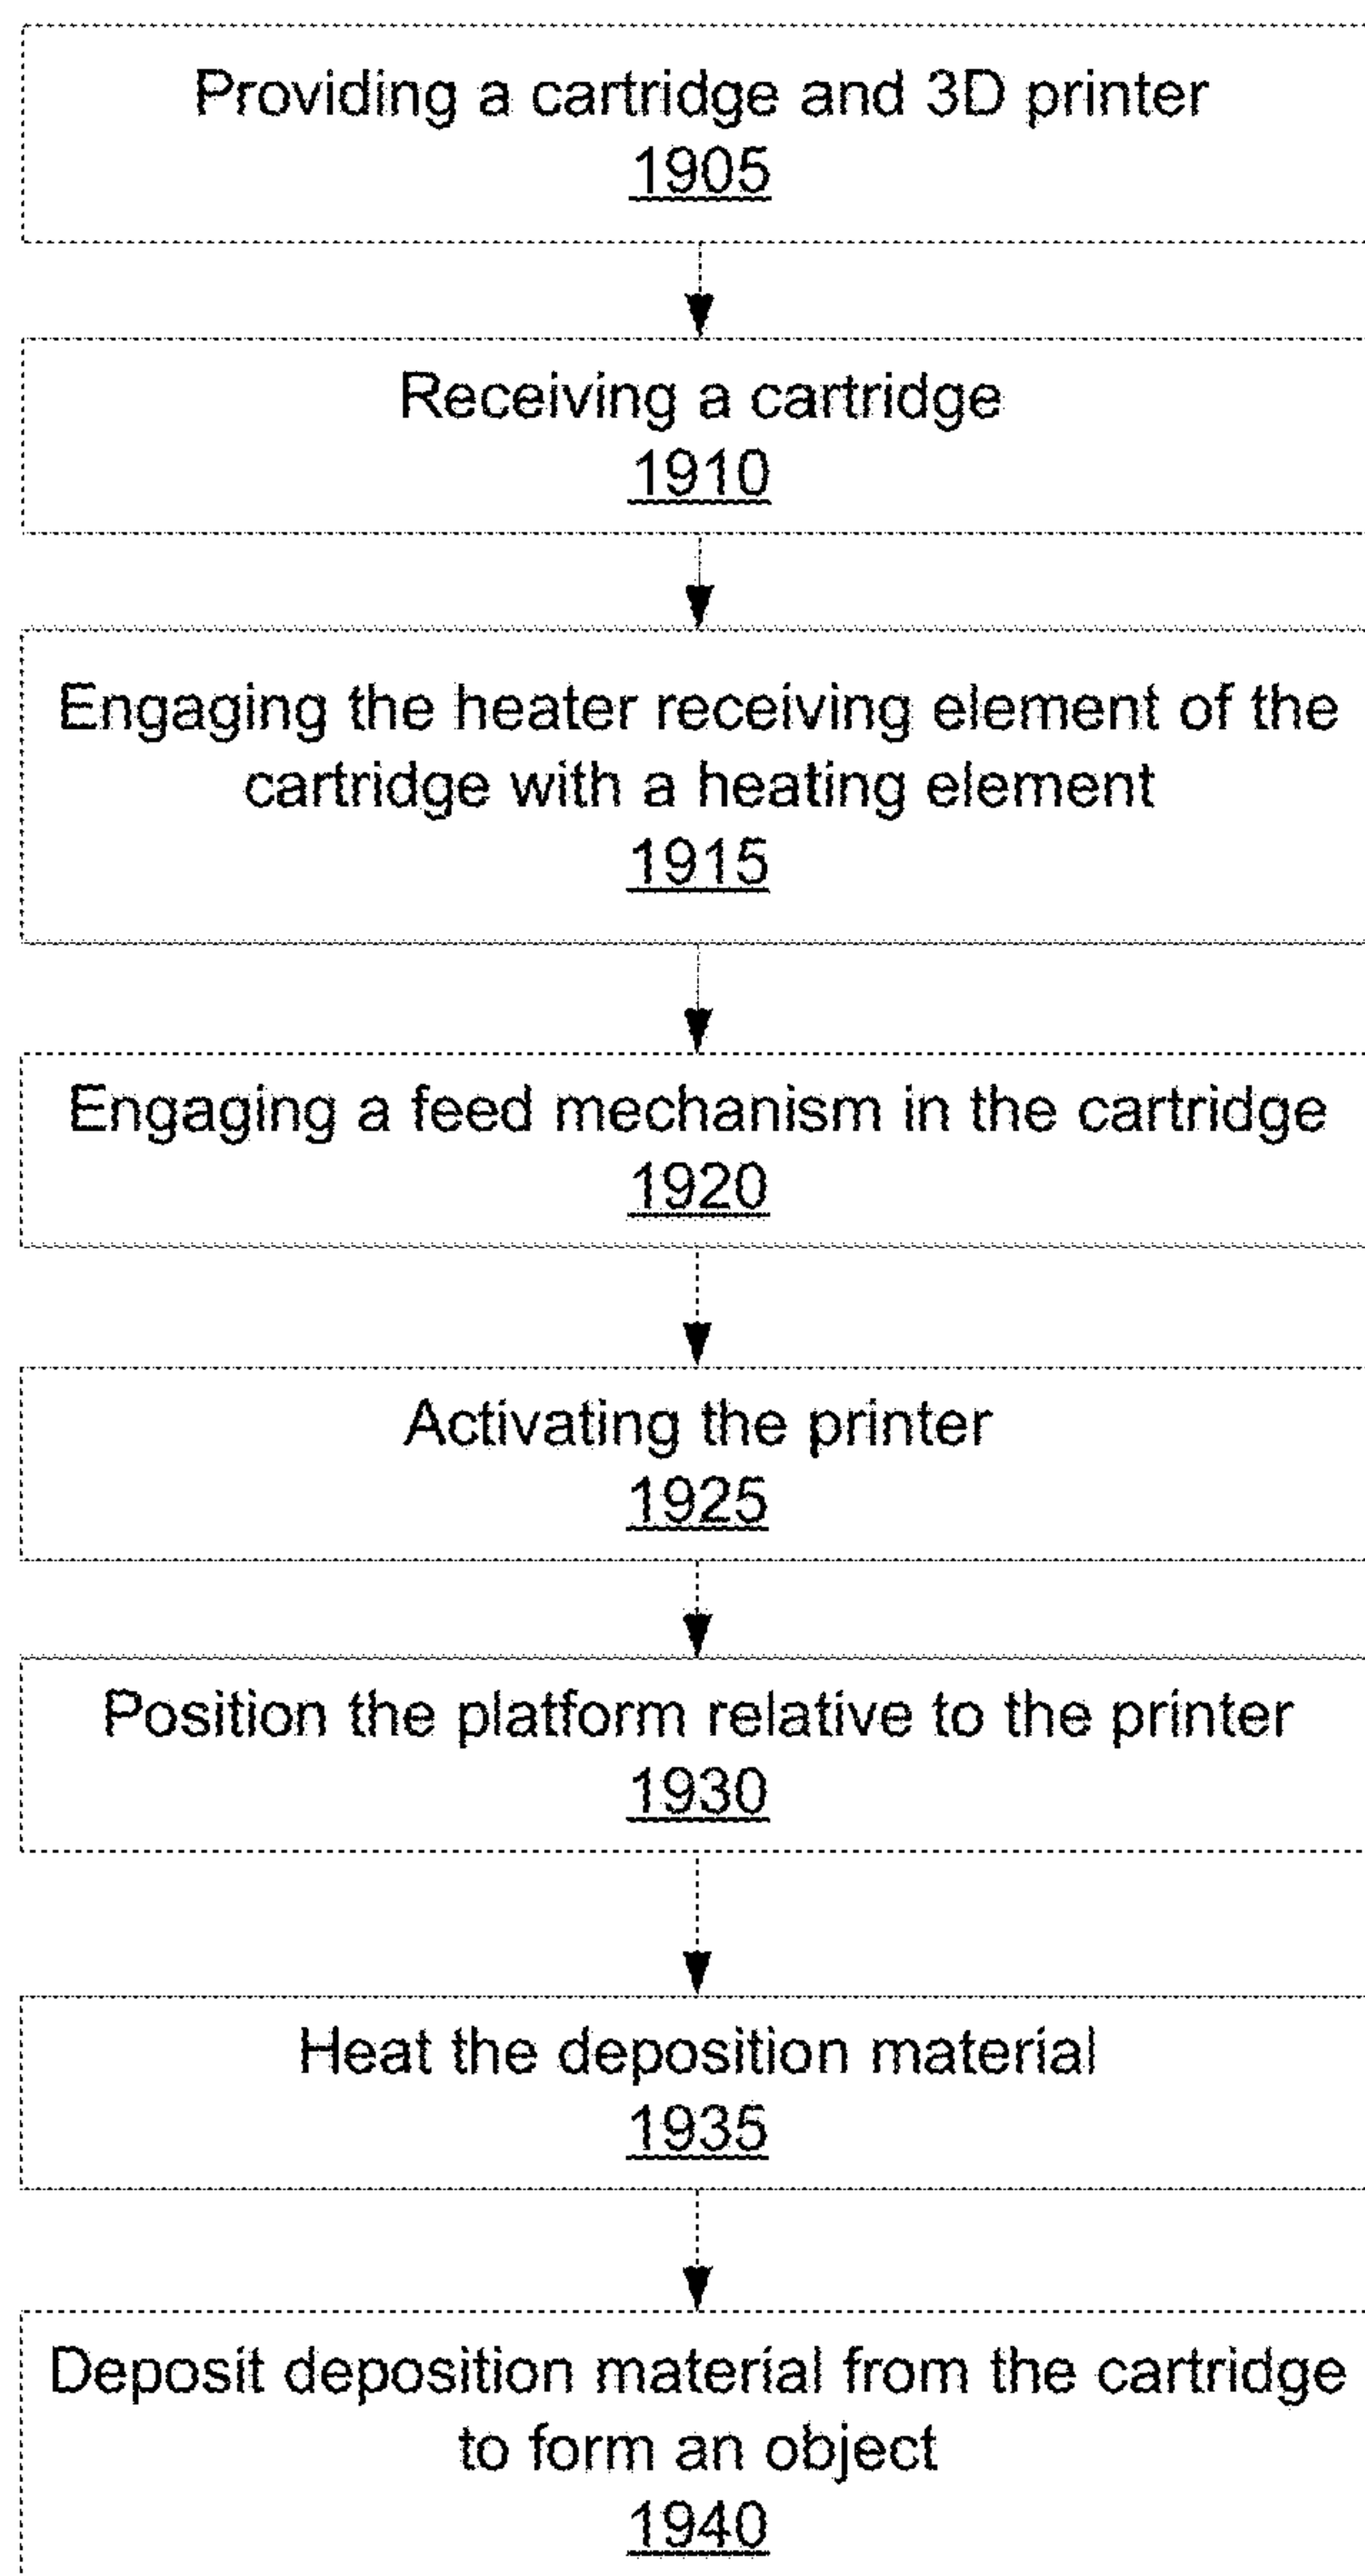 Providing a cartridge and 3D printer
1905
Receiving a cartridge
1910
Engaging the heater receiving element of the
cartridge with a heating element
1915
Engaging a feed mechanism in the cartridge
1920
Activating the printer
1925
Position the platform relative to the printer
1930
Heat the deposition material
1935
Deposit deposition material from the cartridge
to form an object
1940